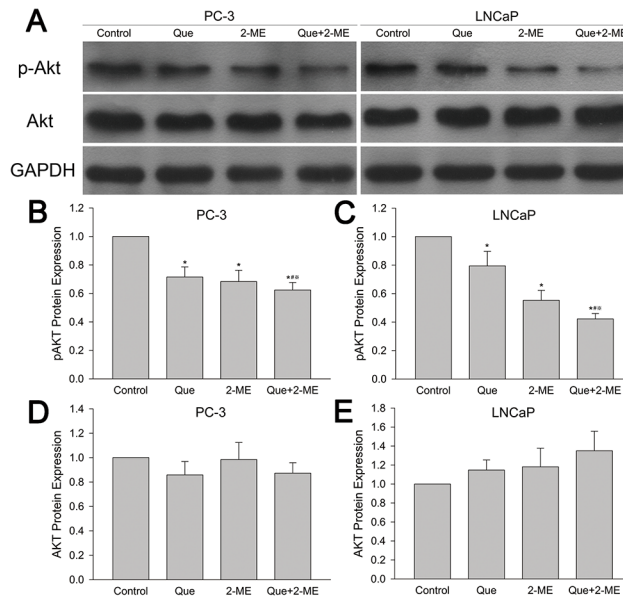 A
PC-3 LNCaP
Control Que 2-ME Que+2-ME Control Que 2-ME Que+2-ME
p-Akt
Akt
GAPDH
B
PC-3
pAKT Protein Expression
1.2
1.0
0.8
0.6
0.4
0.2
0.0
* * *#¤
Control Que 2-ME Que+2-ME
C
LNCaP
pAKT Protein Expression
1.2
1.0
0.8
0.6
0.4
0.2
0.0
* * *#¤
Control Que 2-ME Que+2-ME
D
PC-3
AKT Protein Expression
1.4
1.2
1.0
0.8
0.6
0.4
0.2
0.0
Control Que 2-ME Que+2-ME
E
LNCaP
AKT Protein Expression
1.8
1.6
1.4
1.2
1.0
0.8
0.6
0.4
0.2
0.0
Control Que 2-ME Que+2-ME